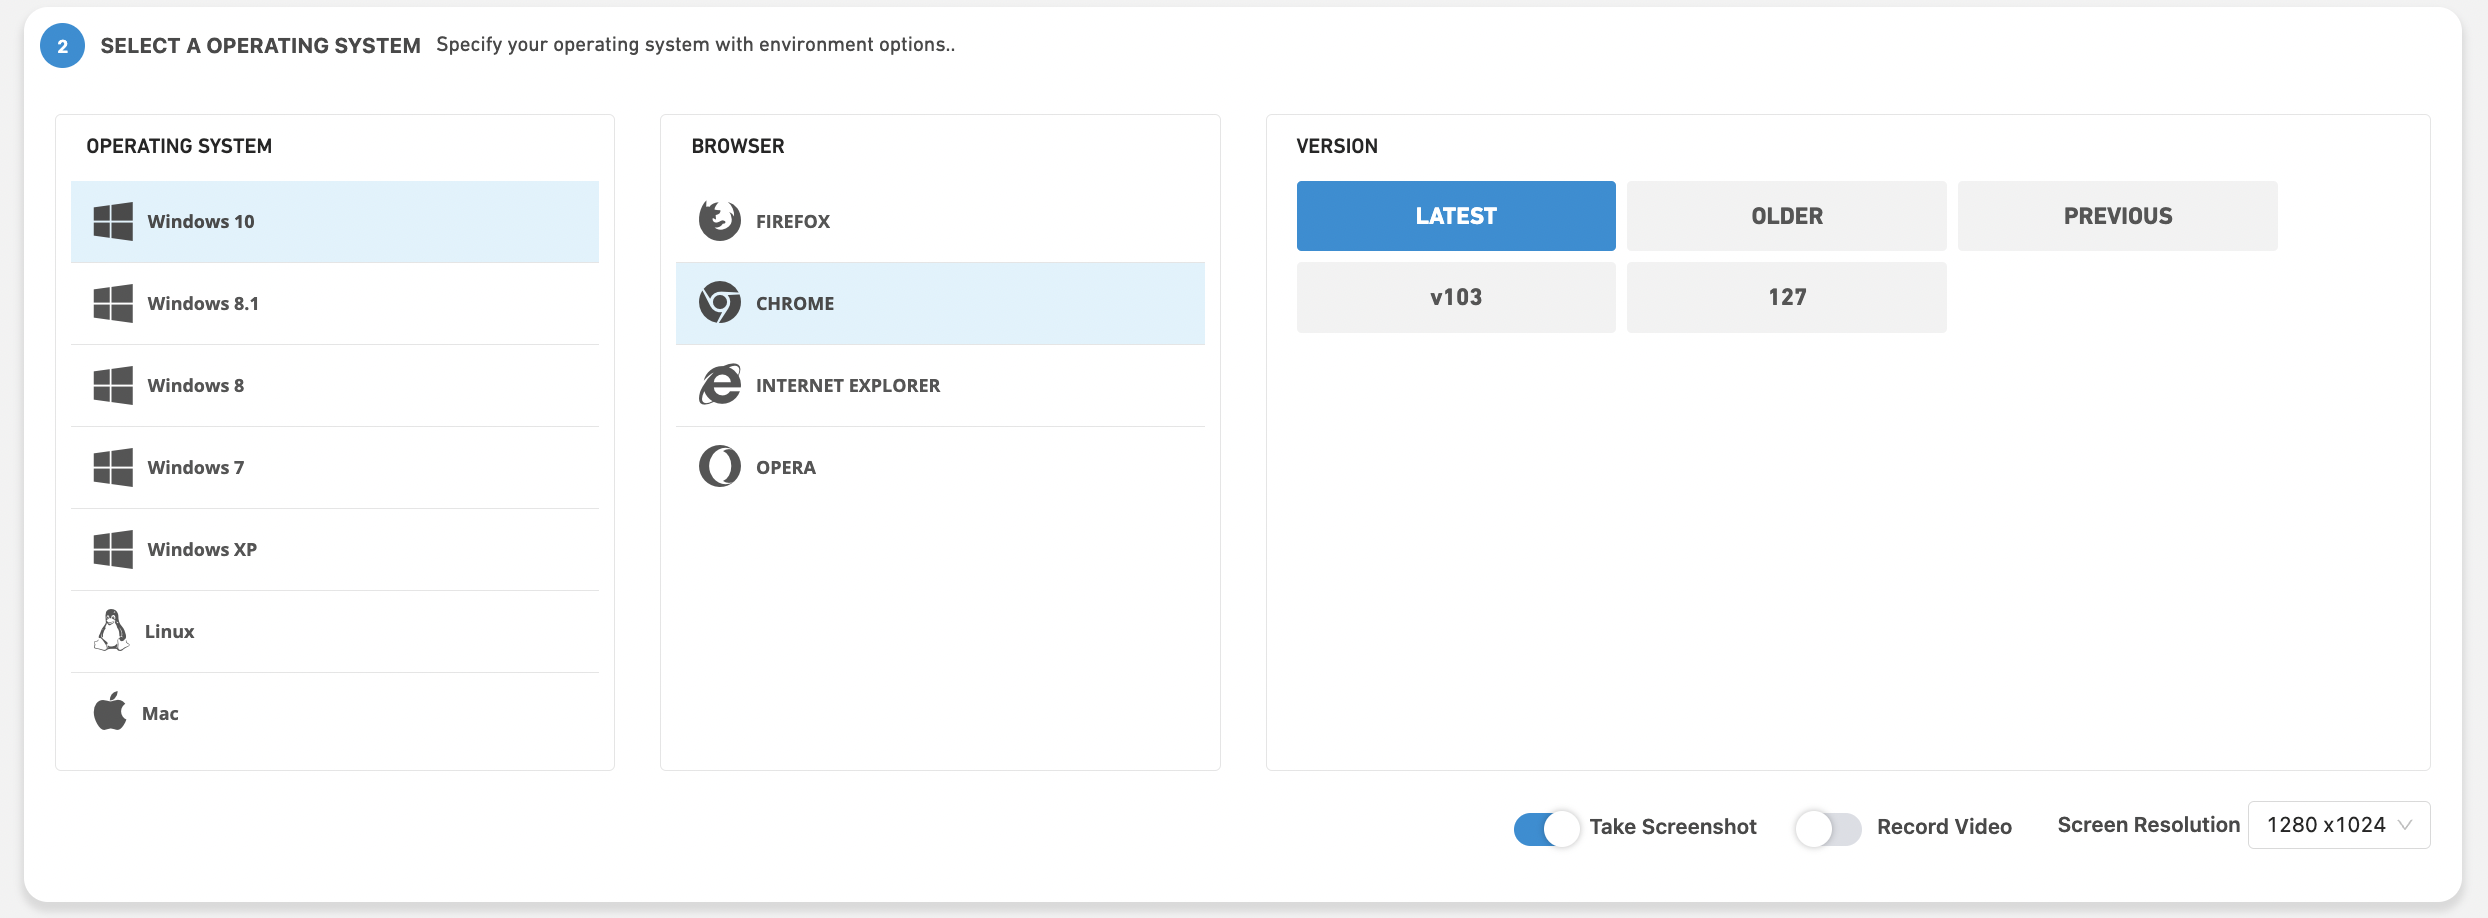 2 SELECT A OPERATING SYSTEM Specify your operating system with environment options..
OPERATING SYSTEM
Windows 10
Windows 8.1
Windows 8
Windows 7
Windows XP
Linux
Mac
BROWSER
FIREFOX
CHROME
INTERNET EXPLORER
OPERA
VERSION
LATEST OLDER PREVIOUS
v103 127
Take Screenshot Record Video Screen Resolution 1280 x1024